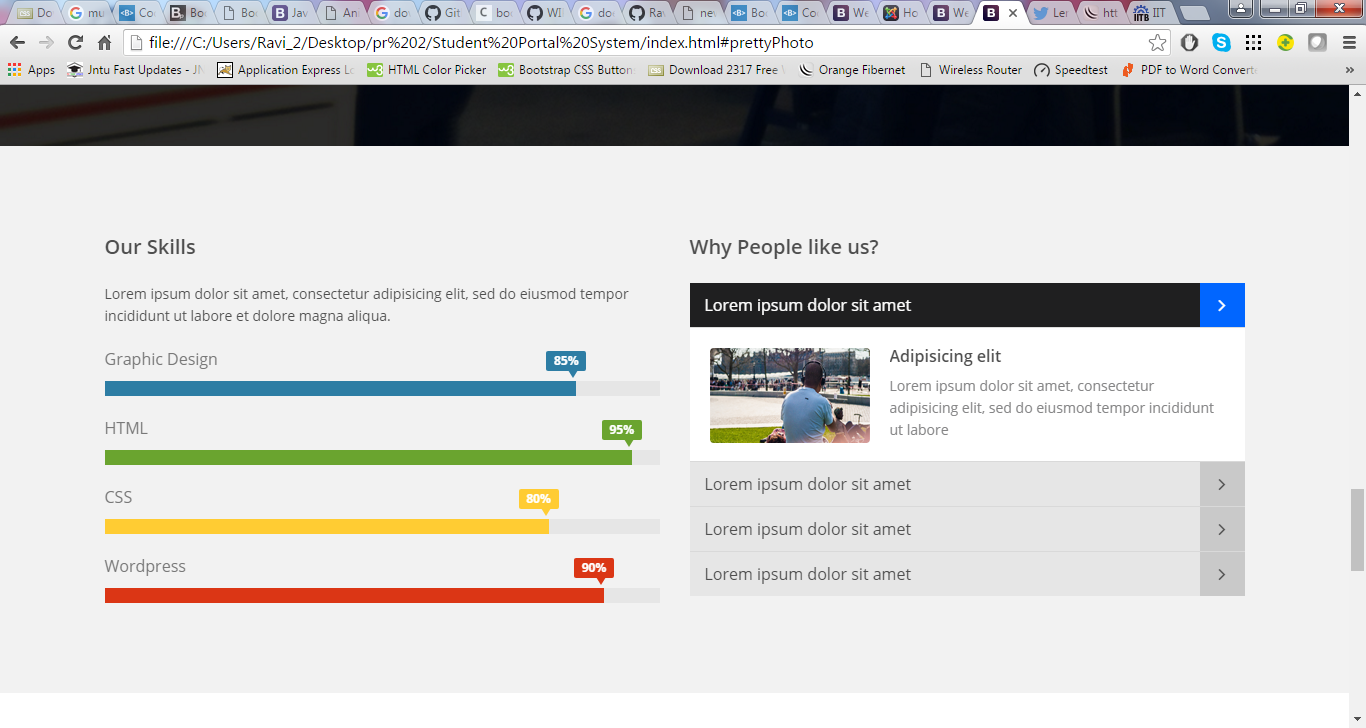 Do
mu
Co
Bo
Bo
Jav
An
do
Git
bo
WI
do
Ra
ne
Bo
Co
We
Ho
We
Le
htt
IIT
file:///C:/Users/Ravi_2/Desktop/pr%202/Student%20Portal%20System/index.html#prettyPhoto
Apps
Jntu Fast Updates - JN
Application Express Lo
HTML Color Picker
Bootstrap CSS Button
Download 2317 Free
Orange Fibernet
Wireless Router
Speedtest
PDF to Word Convert
»
Our Skills
Lorem ipsum dolor sit amet, consectetur adipisicing elit, sed do eiusmod tempor
incididunt ut labore et dolore magna aliqua.
Graphic Design
85%
HTML
95%
CSS
80%
Wordpress
90%
Why People like us?
Lorem ipsum dolor sit amet
Adipisicing elit
Lorem ipsum dolor sit amet, consectetur
adipisicing elit, sed do eiusmod tempor incididunt
ut labore
Lorem ipsum dolor sit amet
Lorem ipsum dolor sit amet
Lorem ipsum dolor sit amet